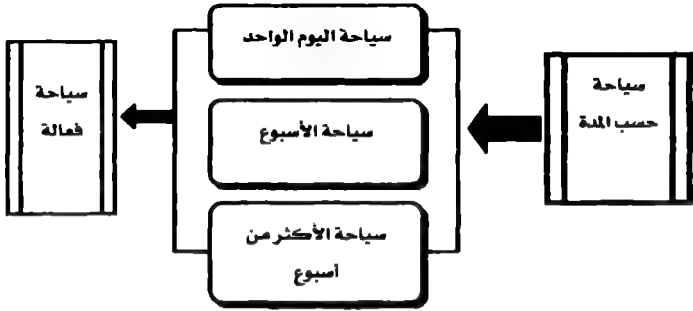 سياحة
حسب المدة
سياحة اليوم الواحد
سياحة الأسبوع
سياحة الأكثر من
أسبوع
سياحة
فعالة